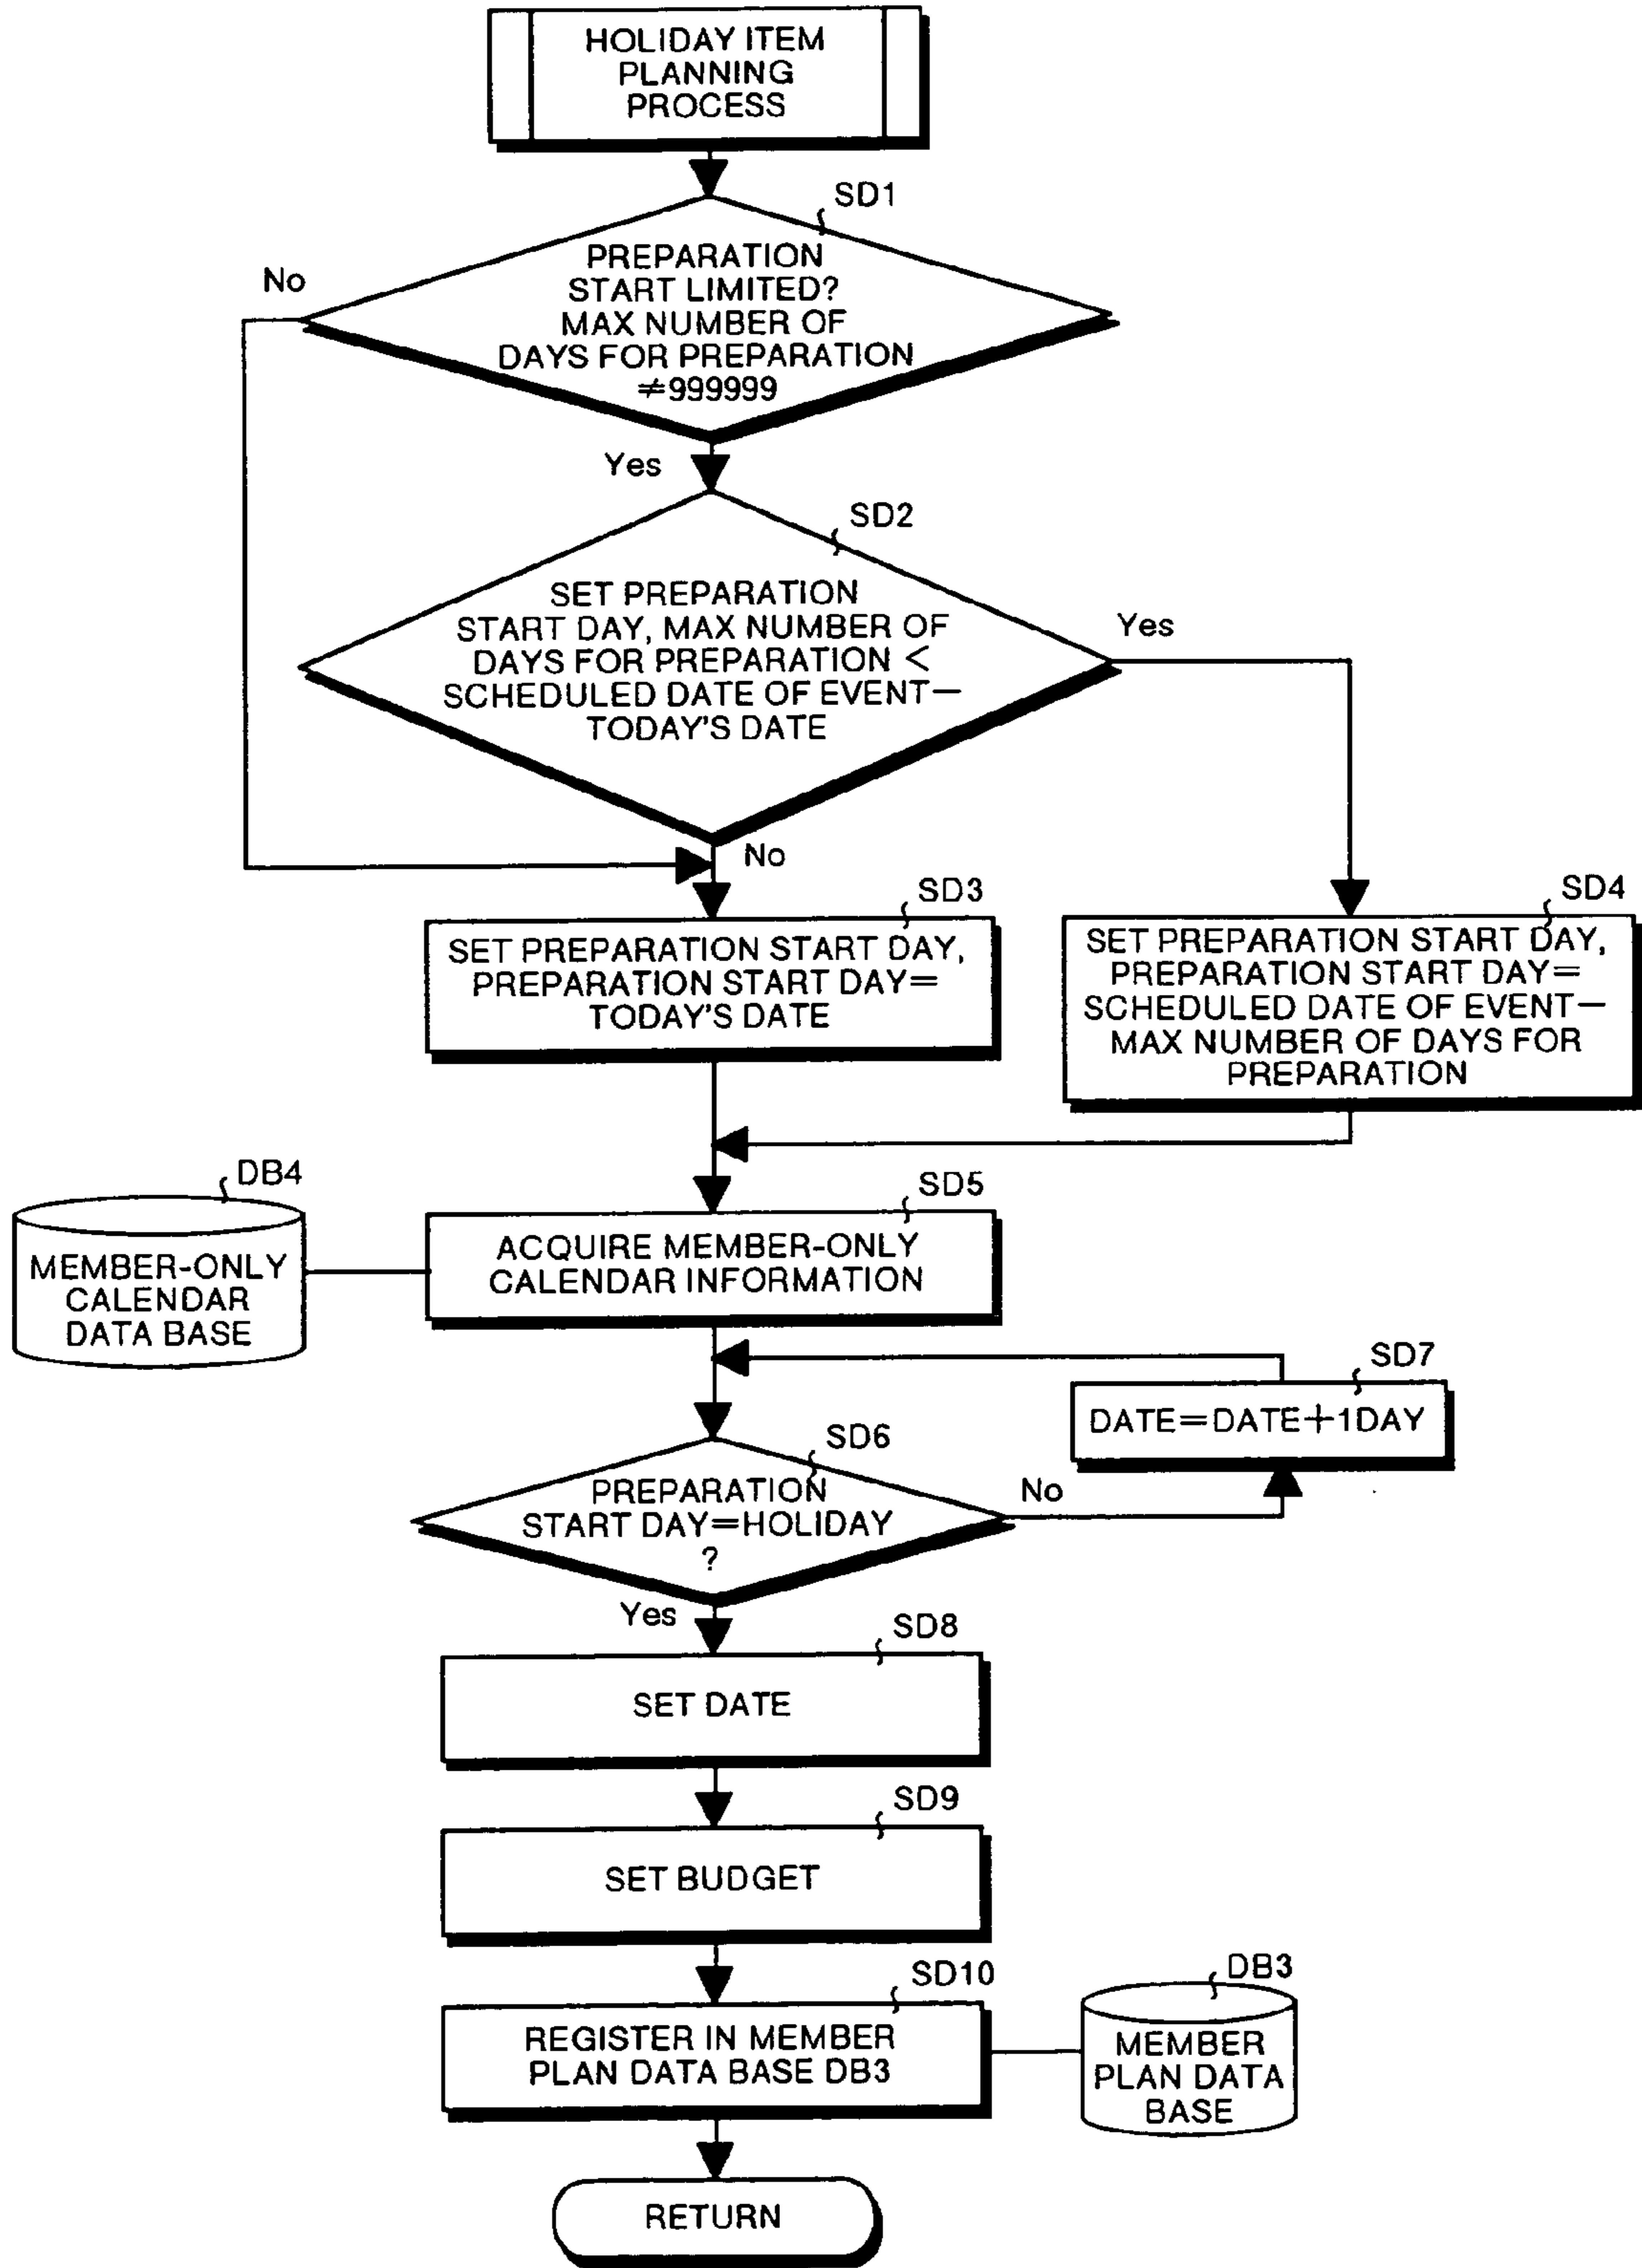 HOLIDAY ITEM
PLANNING
PROCESS
SD1
PREPARATION
START LIMITED?
MAX NUMBER OF
DAYS FOR PREPARATION
≠999999
No
Yes
SD2
SET PREPARATION
START DAY, MAX NUMBER OF
DAYS FOR PREPARATION <
SCHEDULED DATE OF EVENT−
TODAY'S DATE
Yes
No
SD3
SET PREPARATION START DAY,
PREPARATION START DAY=
TODAY'S DATE
SD4
SET PREPARATION START DAY,
PREPARATION START DAY=
SCHEDULED DATE OF EVENT−
MAX NUMBER OF DAYS FOR
PREPARATION
DB4
MEMBER-ONLY
CALENDAR
DATA BASE
SD5
ACQUIRE MEMBER-ONLY
CALENDAR INFORMATION
SD7
DATE=DATE+1DAY
SD6
PREPARATION
START DAY=HOLIDAY
?
No
Yes
SD8
SET DATE
SD9
SET BUDGET
SD10
REGISTER IN MEMBER
PLAN DATA BASE DB3
DB3
MEMBER
PLAN DATA
BASE
RETURN